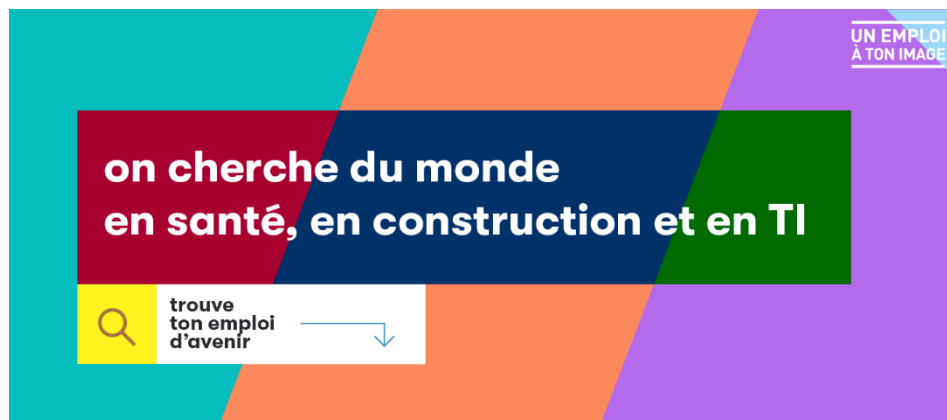 UN EMPLOI
À TON IMAGE
on cherche du monde
en santé, en construction et en TI
trouve
ton emploi
d'avenir